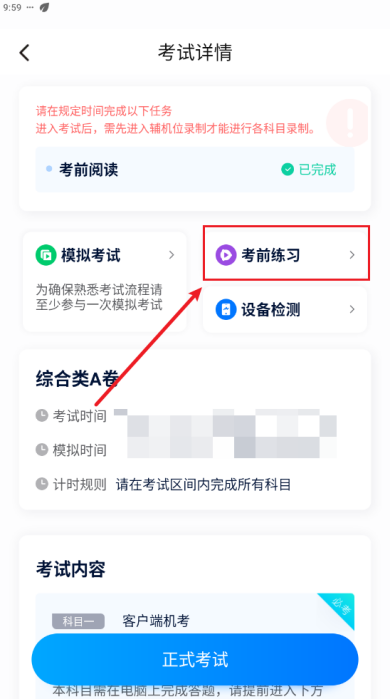 9:59
考试详情
请在规定时间完成以下任务
进入考试后，需先进入辅机位录制才能进行各科目录制。
考前阅读
已完成
模拟考试
为确保熟悉考试流程请
至少参与一次模拟考试
考前练习
设备检测
综合类A卷
考试时间
模拟时间
计时规则 请在考试区间内完成所有科目
考试内容
必考
科目一 客户端机考
正式考试
本科目需在电脑上完成答题，请提前进入下方